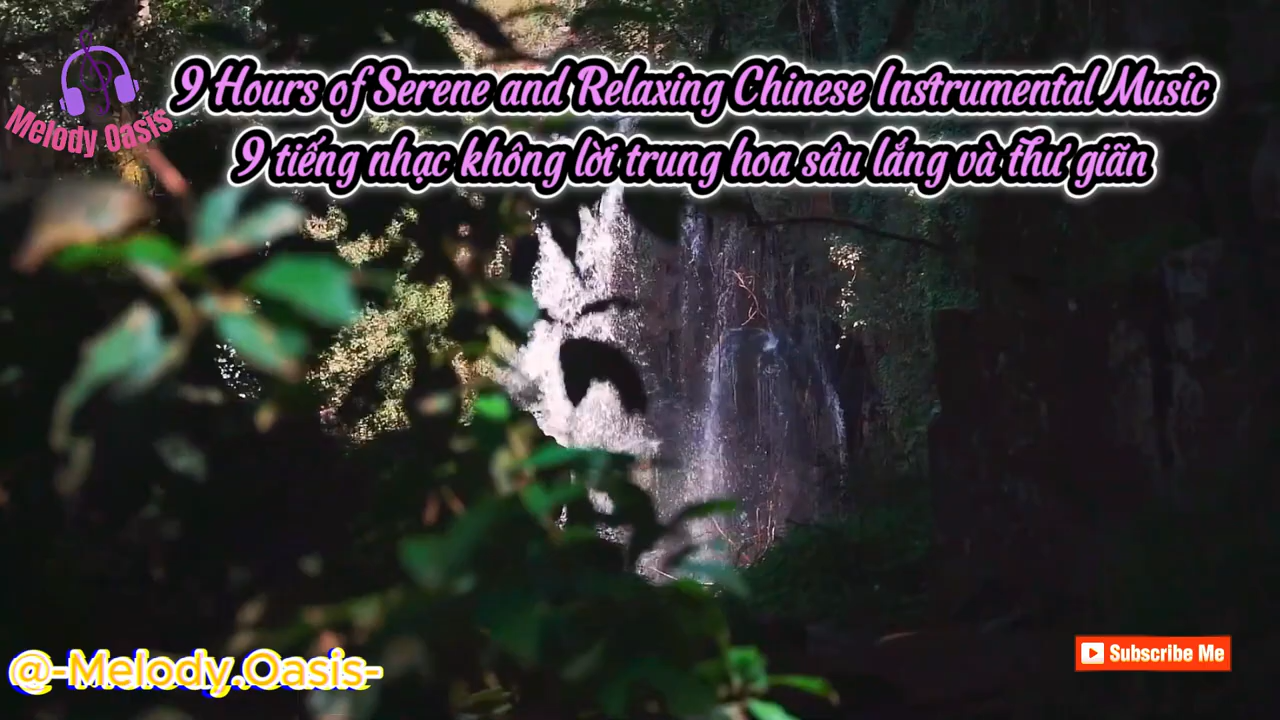 Melody Oasis
9 Hours of Serene and Relaxing Chinese Instrumental Music
9 tiếng nhạc không lời trung hoa sâu lắng và thư giãn
@-Melody.Oasis-
Subscribe Me